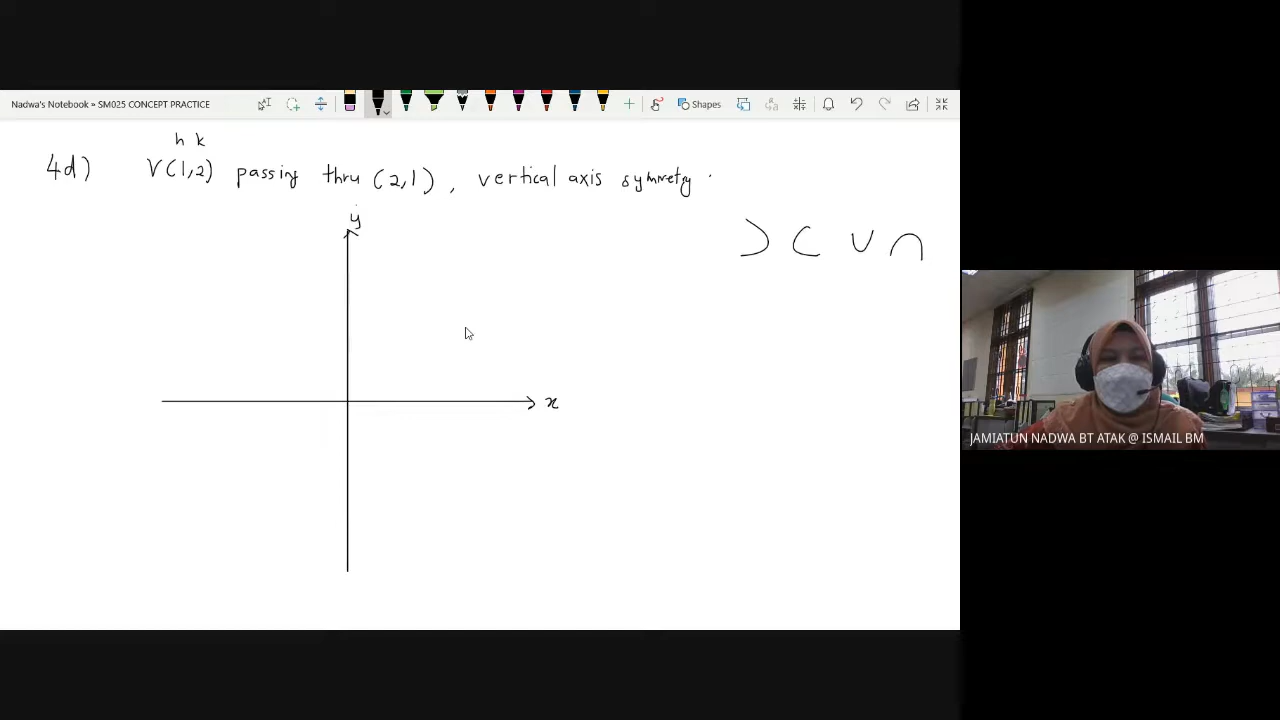 Nadwa's Notebook » SM025 CONCEPT PRACTICE
Shapes
h k
4d) V(1,2) passing thru (2,1), vertical axis symmetry.
y
x
JAMIATUN NADWA BT ATAK @ ISMAIL BM